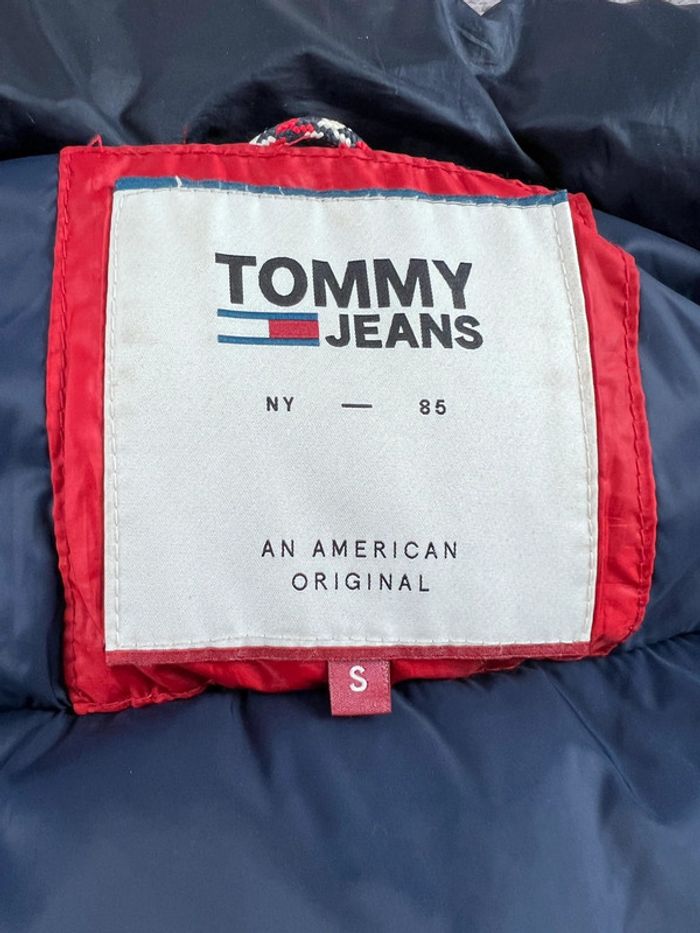 TOMMY
JEANS
NY — 85
AN AMERICAN
ORIGINAL
S